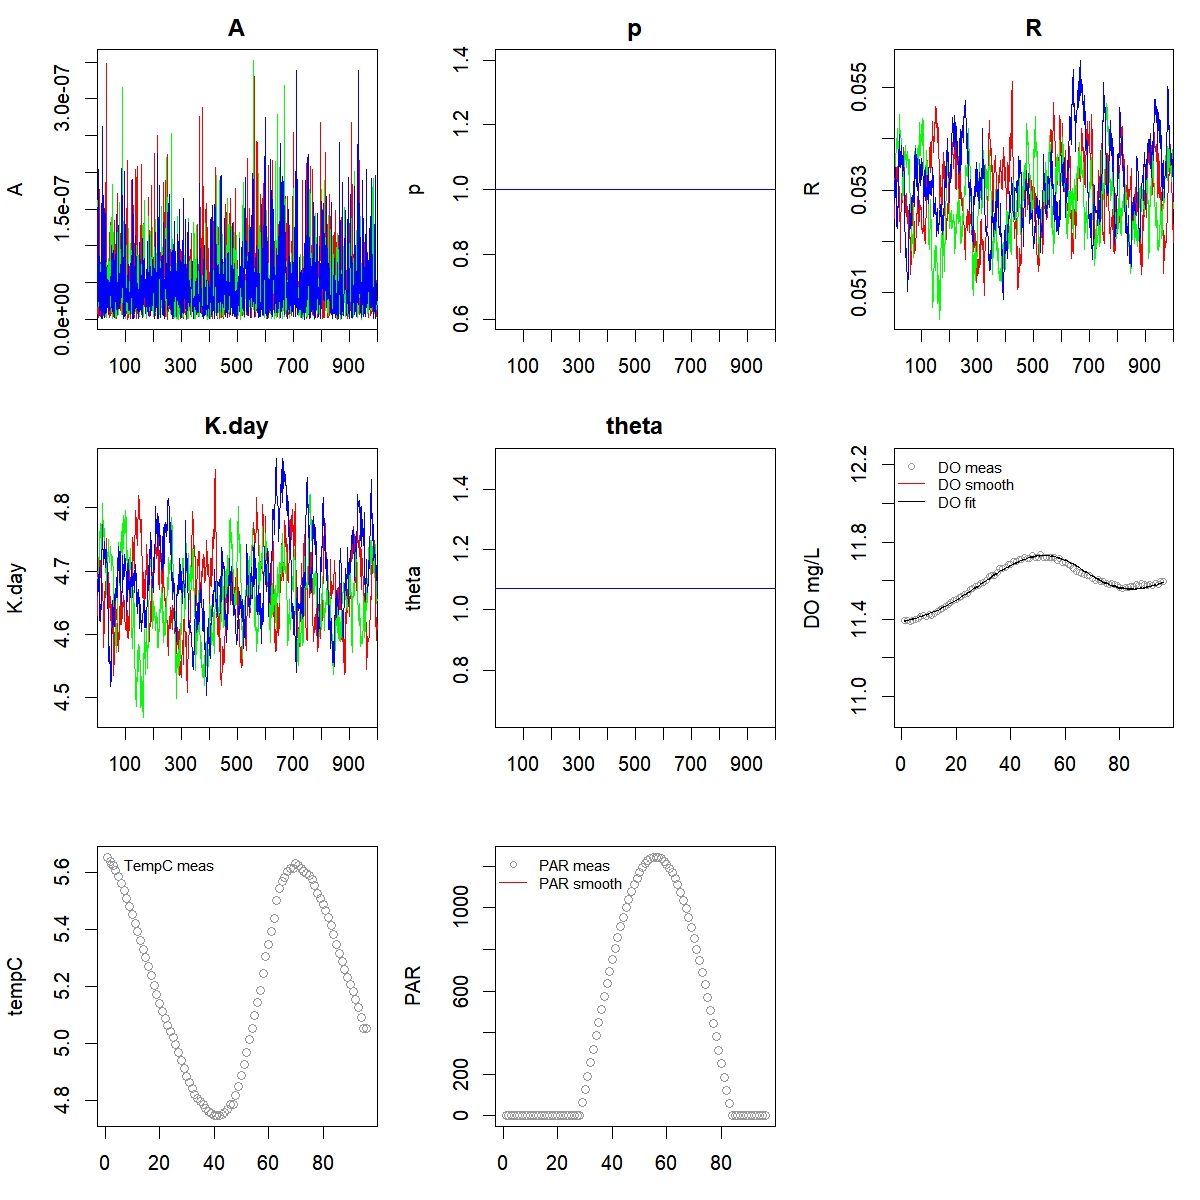 A
A
0.0e+00 1.5e-07 3.0e-07
100 300 500 700 900
p
p
0.6 0.8 1.0 1.2 1.4
100 300 500 700 900
R
R
0.051 0.053 0.055
100 300 500 700 900
K.day
K.day
4.5 4.6 4.7 4.8
100 300 500 700 900
theta
theta
0.8 1.0 1.2 1.4
100 300 500 700 900
DO mg/L
11.0 11.4 11.8 12.2
DO meas
DO smooth
DO fit
0 20 40 60 80
tempC
4.8 5.0 5.2 5.4 5.6
TempC meas
0 20 40 60 80
PAR
0 200 600 1000
PAR meas
PAR smooth
0 20 40 60 80